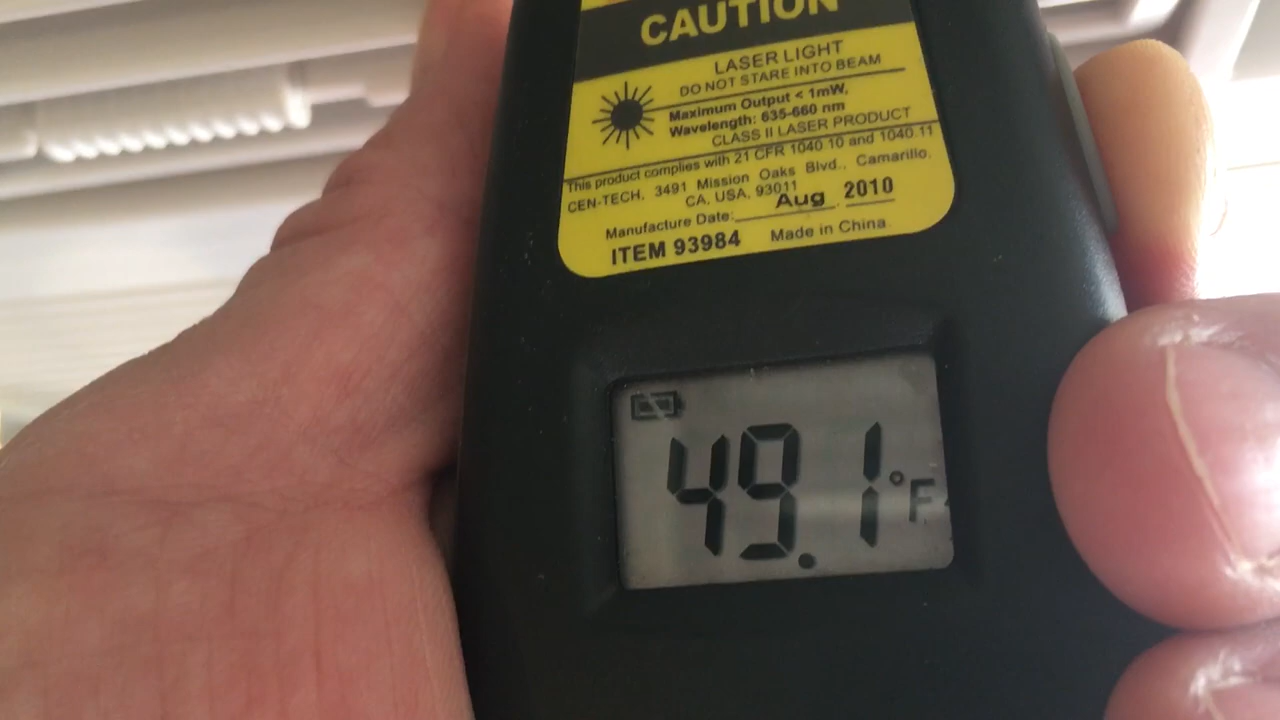 CAUTION
LASER LIGHT
DO NOT STARE INTO BEAM
Maximum Output < 1mW,
Wavelength: 635-660 nm
CLASS II LASER PRODUCT
This product complies with 21 CFR 1040.10 and 1040.11
CEN-TECH, 3491 Mission Oaks Blvd., Camarillo,
CA, USA, 93011
Manufacture Date: Aug 2010
ITEM 93984 Made in China
49.1°F